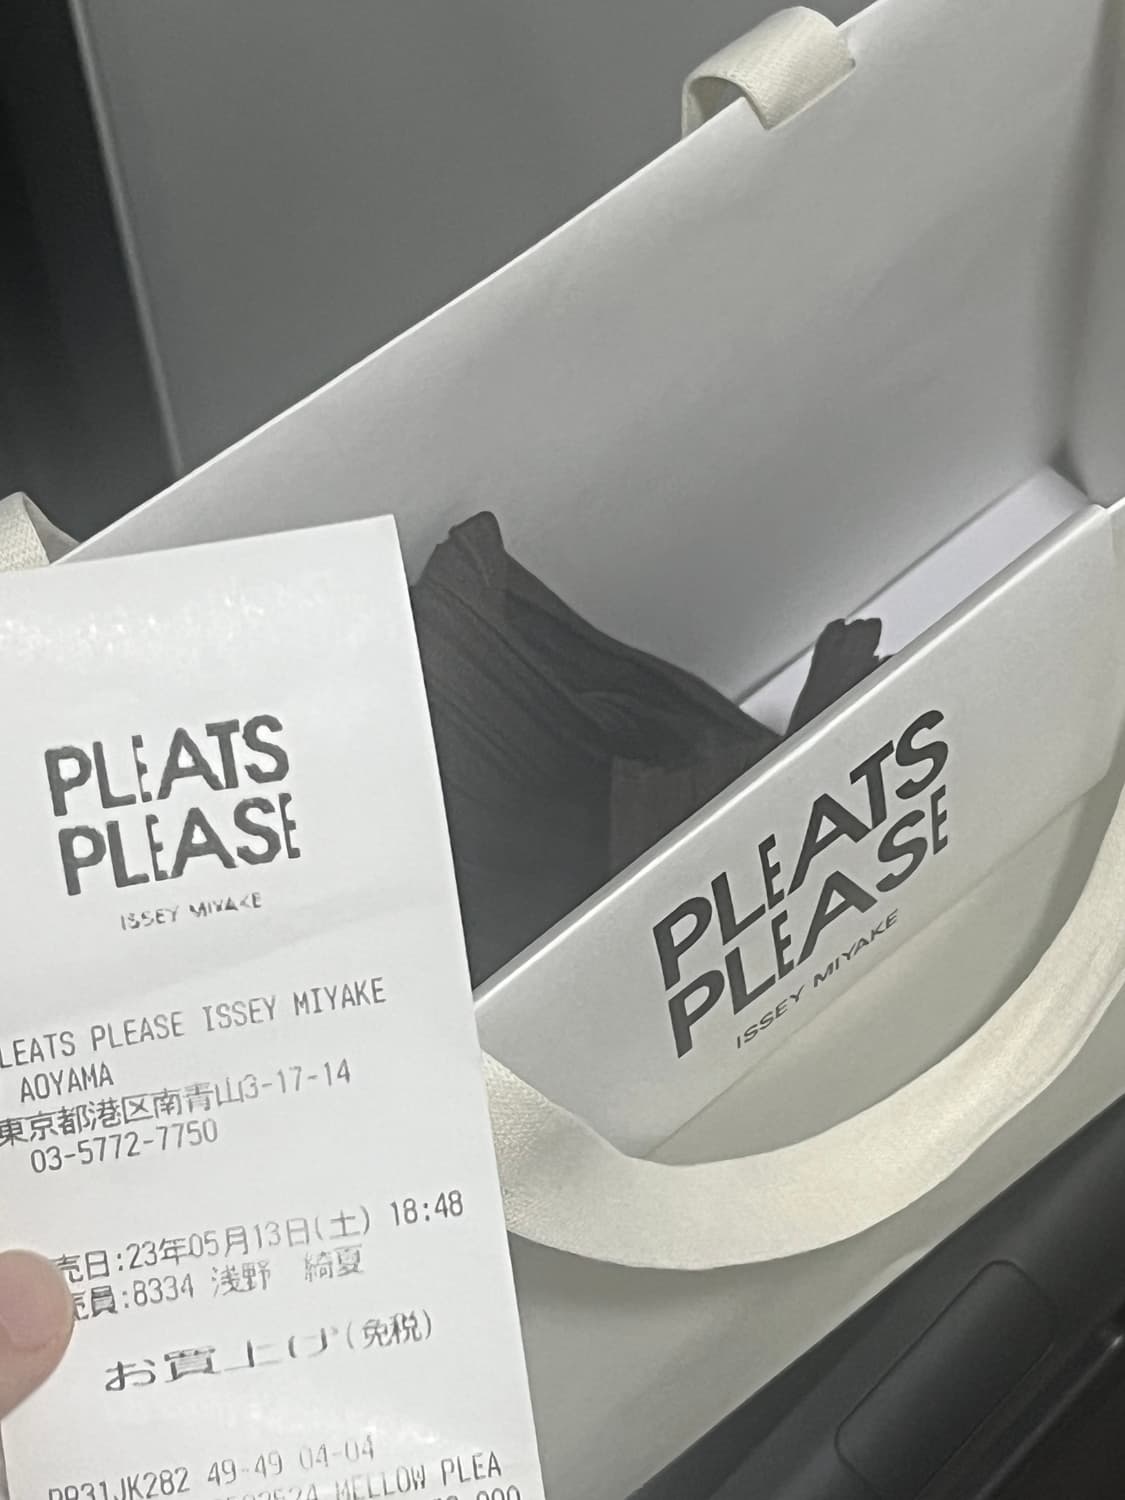 PLEATS
PLEASE
ISSEY MIYAKE
LEATS PLEASE ISSEY MIYAKE
AOYAMA
東京都港区南青山3-17-14
03-5772-7750
売日:23年05月13日(土) 18:48
売員:8334 浅野 綺夏
お買上げ(免税)
PP31JK282 49-49 04-04
MELLOW PLEA
PLEATS
PLEASE
ISSEY MIYAKE